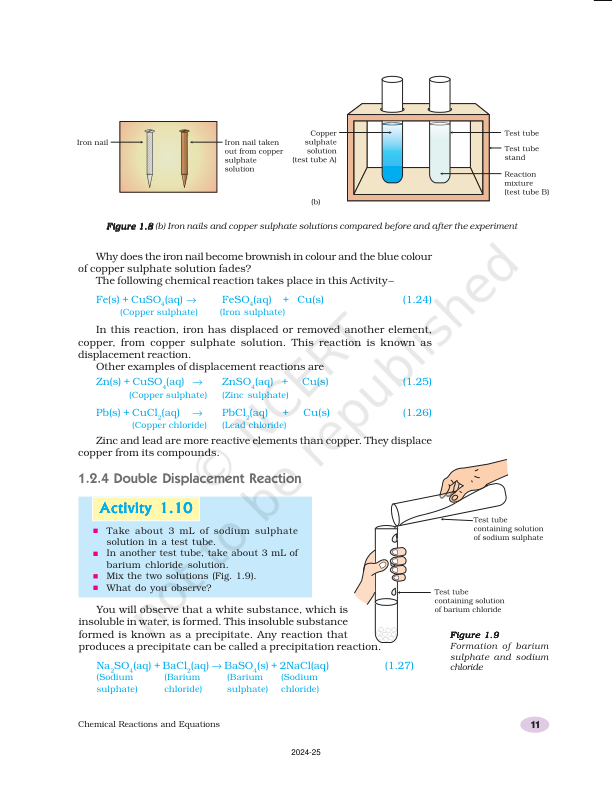 Iron nail
Iron nail taken
out from copper
sulphate
solution
Copper
sulphate
solution
(test tube A)
Test tube
Test tube
stand
Reaction
mixture
(test tube B)
(b)
Figure 1.8 (b) Iron nails and copper sulphate solutions compared before and after the experiment
Why does the iron nail become brownish in colour and the blue colour
of copper sulphate solution fades?
The following chemical reaction takes place in this Activity–
Fe(s) + CuSO₄(aq) → FeSO₄(aq) + Cu(s) (1.24)
(Copper sulphate) (Iron sulphate)
In this reaction, iron has displaced or removed another element,
copper, from copper sulphate solution. This reaction is known as
displacement reaction.
Other examples of displacement reactions are
Zn(s) + CuSO₄(aq) → ZnSO₄(aq) + Cu(s) (1.25)
(Copper sulphate) (Zinc sulphate)
Pb(s) + CuCl₂(aq) → PbCl₂(aq) + Cu(s) (1.26)
(Copper chloride) (Lead chloride)
Zinc and lead are more reactive elements than copper. They displace
copper from its compounds.
1.2.4 Double Displacement Reaction
Activity 1.10
■ Take about 3 mL of sodium sulphate
solution in a test tube.
■ In another test tube, take about 3 mL of
barium chloride solution.
■ Mix the two solutions (Fig. 1.9).
■ What do you observe?
Test tube
containing solution
of sodium sulphate
Test tube
containing solution
of barium chloride
Figure 1.9
Formation of barium
sulphate and sodium
chloride
You will observe that a white substance, which is
insoluble in water, is formed. This insoluble substance
formed is known as a precipitate. Any reaction that
produces a precipitate can be called a precipitation reaction.
Na₂SO₄(aq) + BaCl₂(aq) → BaSO₄(s) + 2NaCl(aq) (1.27)
(Sodium (Barium (Barium (Sodium
sulphate) chloride) sulphate) chloride)
Chemical Reactions and Equations 11
2024-25
© NCERT
not to be republished